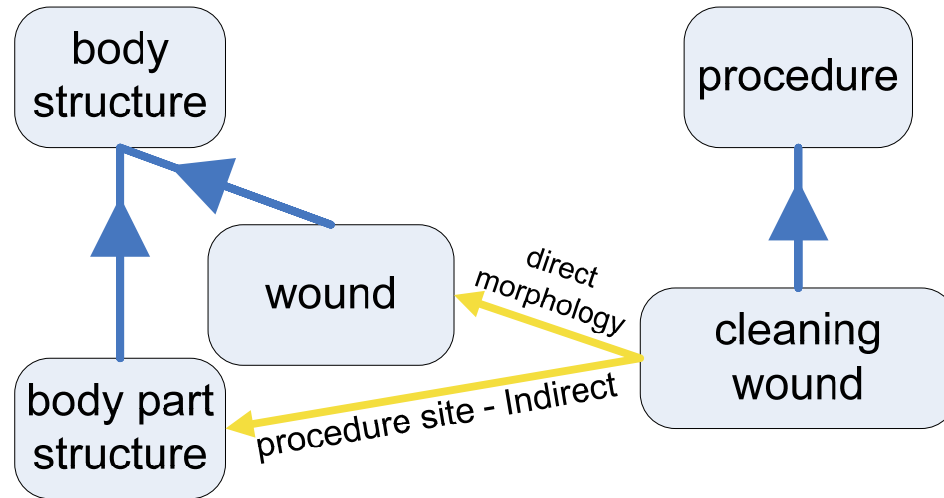 body
structure
procedure
wound
direct
morphology
cleaning
wound
body part
structure
procedure site - Indirect